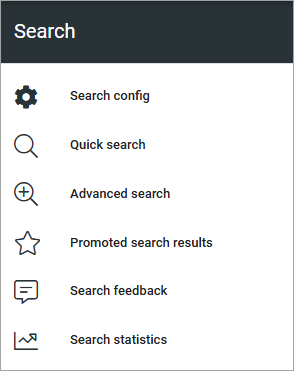 Search
Search config
Quick search
Advanced search
Promoted search results
Search feedback
Search statistics